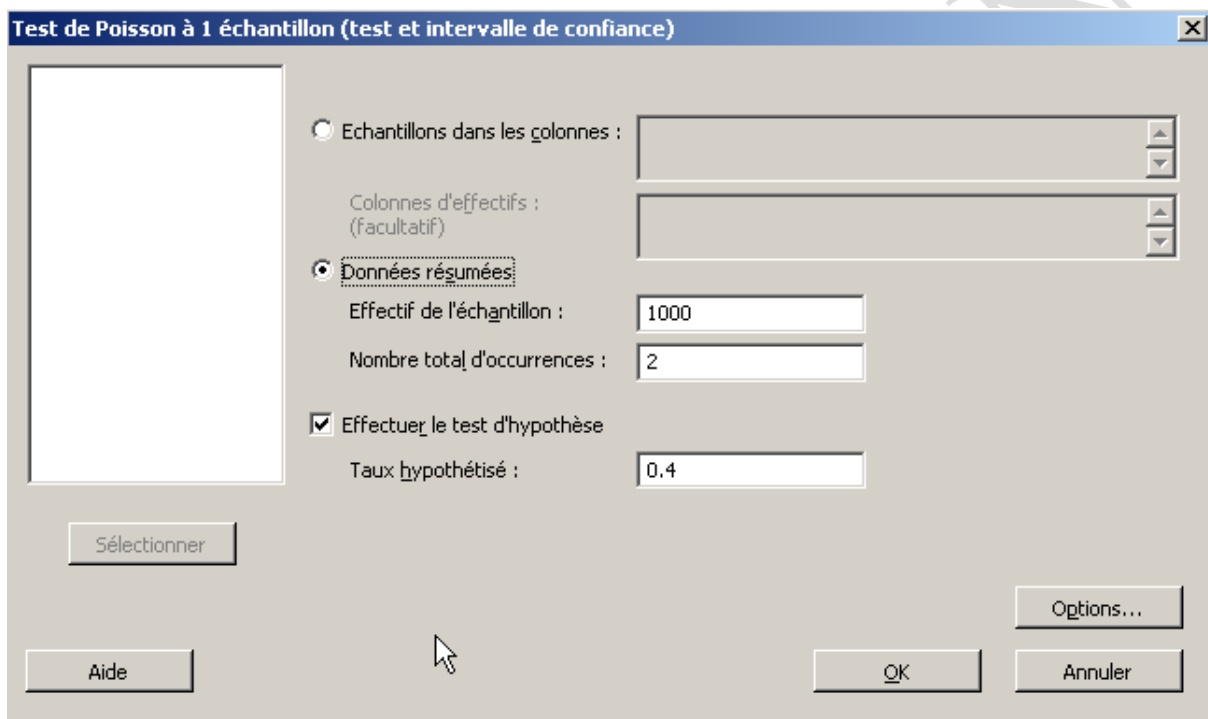 Test de Poisson à 1 échantillon (test et intervalle de confiance)
Echantillons dans les colonnes :
Colonnes d'effectifs :
(facultatif)
Données résumées
Effectif de l'échantillon :
1000
Nombre total d'occurrences :
2
Effectuer le test d'hypothèse
Taux hypothétisé :
0.4
Sélectionner
Options...
Aide
OK
Annuler